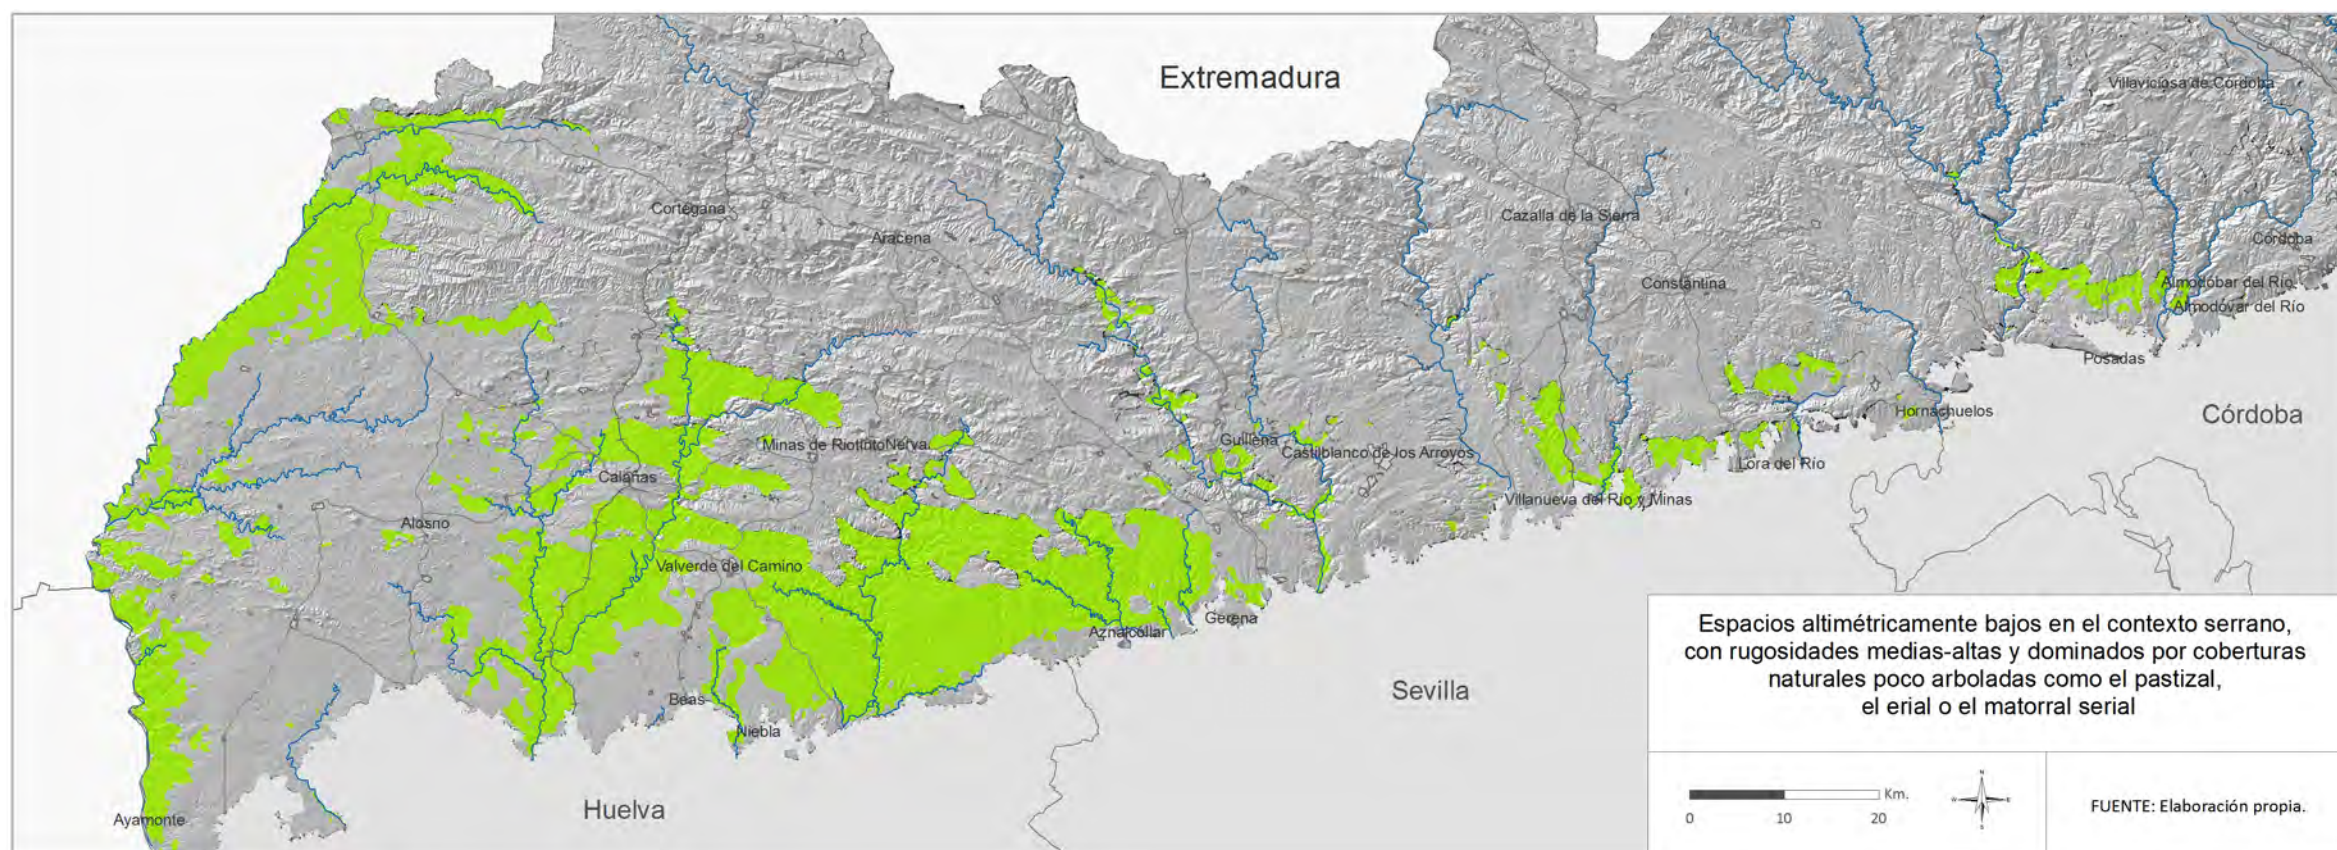 Extremadura
Villaviciosa de Córdoba
Cortegana
Aracena
Cazalla de la Sierra
Córdoba
Constantina
Almodóbar del Río
Almodóvar del Río
Posadas
Hornachuelos
Córdoba
Minas de RiotintoNerva
Guillena
Castilblanco de los Arroyos
Lora del Río
Calañas
Villanueva del Río y Minas
Alosno
Valverde del Camino
Gerena
Aznalcóllar
Beas
Niebla
Sevilla
Huelva
Ayamonte
Espacios altimétricamente bajos en el contexto serrano,
con rugosidades medias-altas y dominados por coberturas
naturales poco arboladas como el pastizal,
el erial o el matorral serial
Km.
0 10 20
N
W E
S
FUENTE: Elaboración propia.